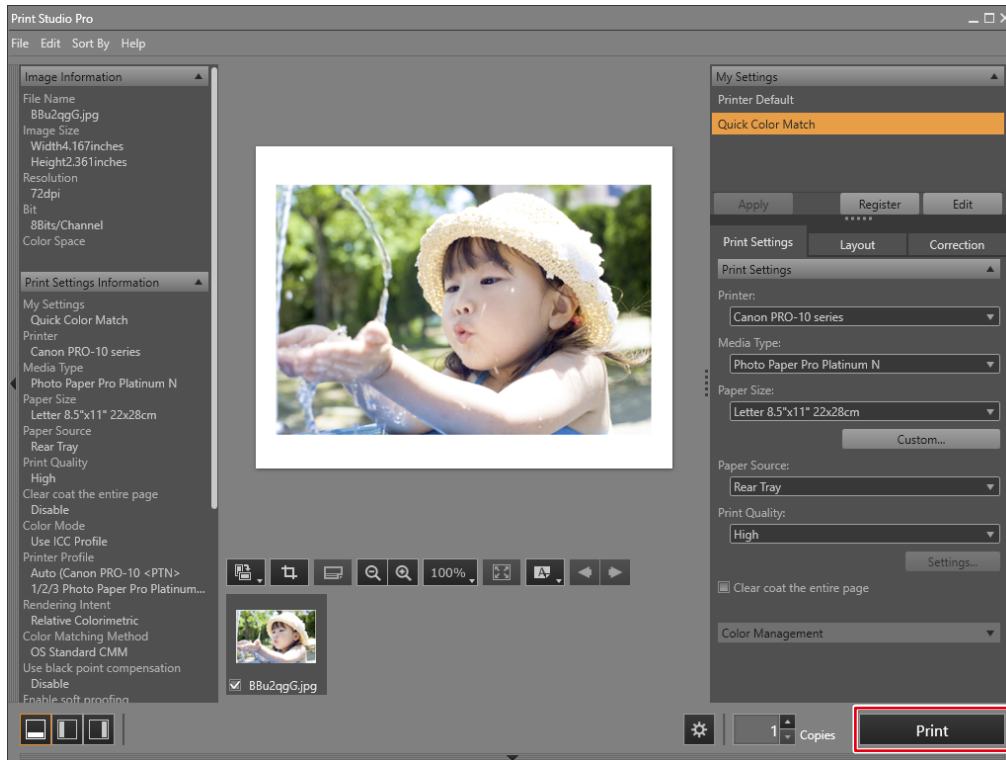 Print Studio Pro
File Edit Sort By Help
Image Information
File Name
BBu2qgG.jpg
Image Size
Width4.167inches
Height2.361inches
Resolution
72dpi
Bit
8Bits/Channel
Color Space
Print Settings Information
My Settings
Quick Color Match
Printer
Canon PRO-10 series
Media Type
Photo Paper Pro Platinum N
Paper Size
Letter 8.5"x11" 22x28cm
Paper Source
Rear Tray
Print Quality
High
Clear coat the entire page
Disable
Color Mode
Use ICC Profile
Printer Profile
Auto (Canon PRO-10 <PTN>
1/2/3 Photo Paper Pro Platinum...
Rendering Intent
Relative Colorimetric
Color Matching Method
OS Standard CMM
Use black point compensation
Disable
Enable soft proofing
100%
BBu2qgG.jpg
My Settings
Printer Default
Quick Color Match
Apply Register Edit
Print Settings Layout Correction
Print Settings
Printer:
Canon PRO-10 series
Media Type:
Photo Paper Pro Platinum N
Paper Size:
Letter 8.5"x11" 22x28cm
Custom...
Paper Source:
Rear Tray
Print Quality:
High
Settings...
Clear coat the entire page
Color Management
1 Copies
Print